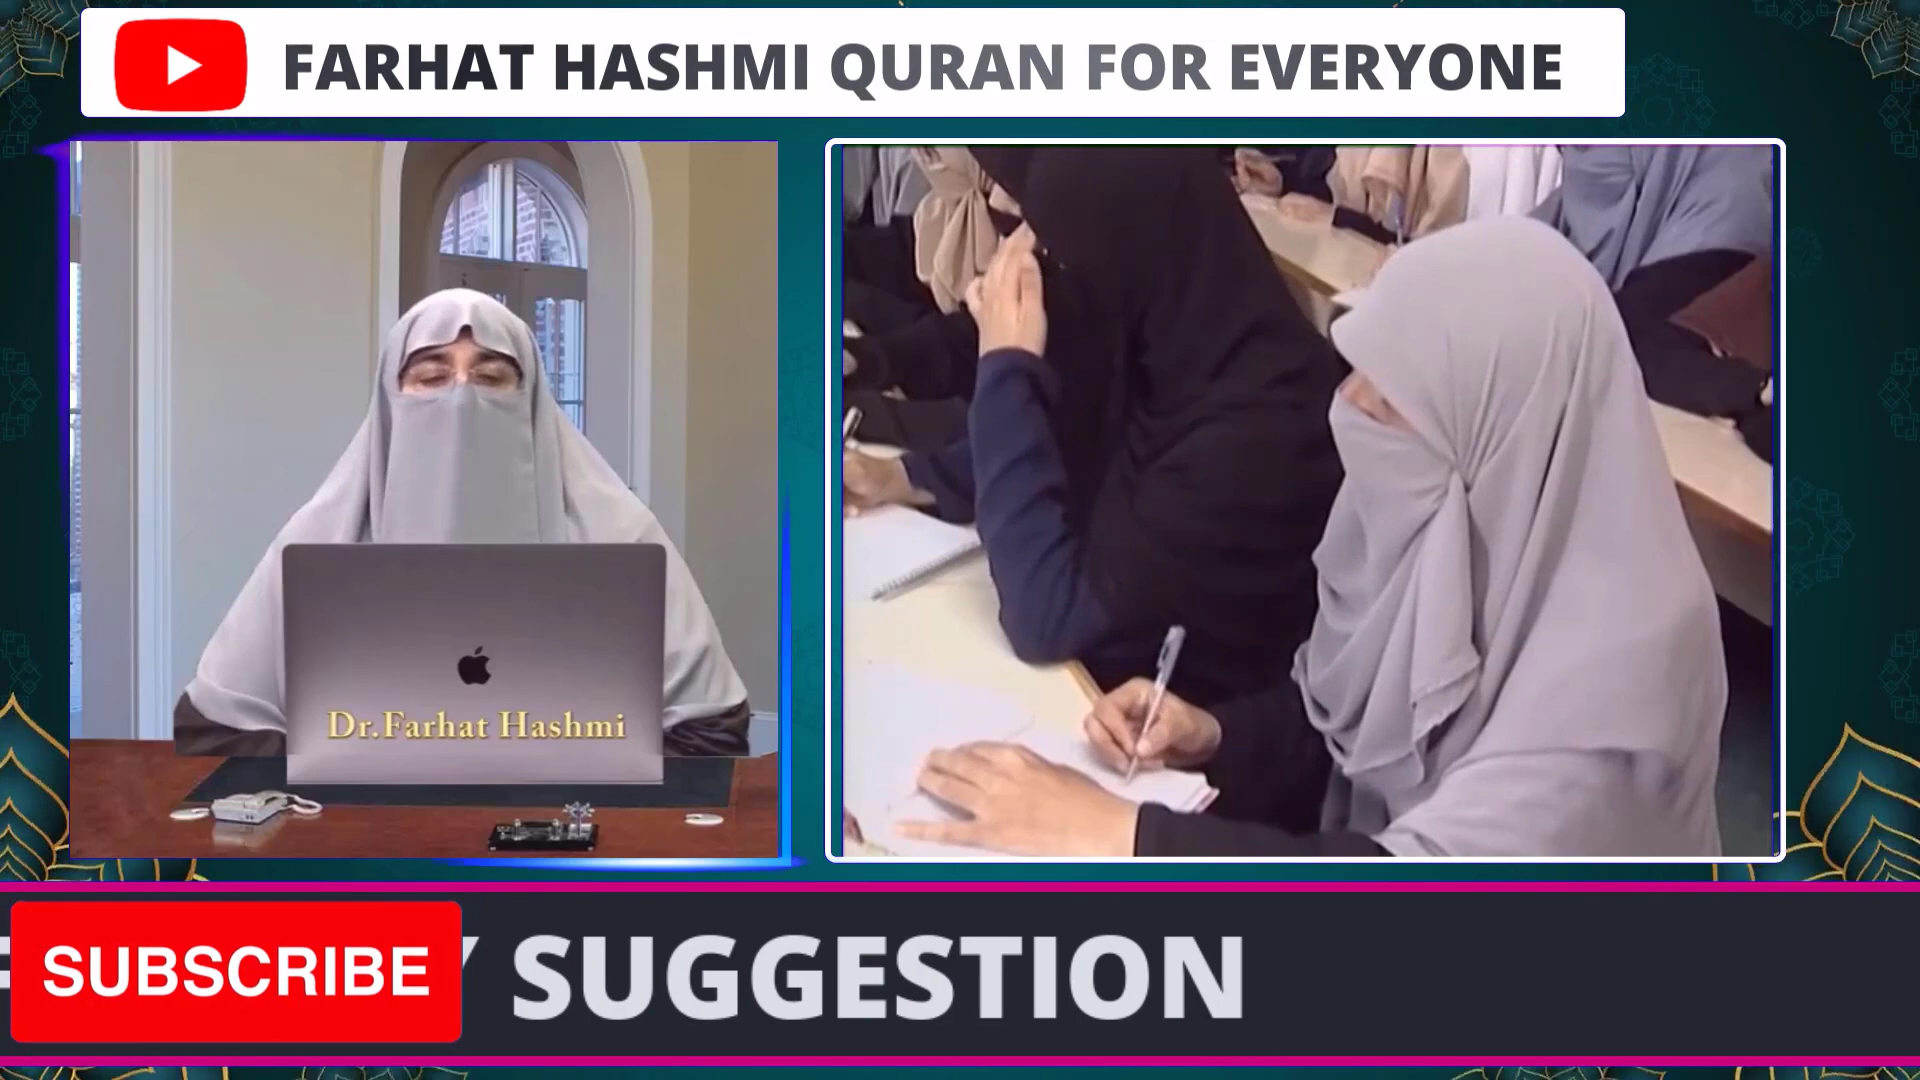 FARHAT HASHMI QURAN FOR EVERYONE
Dr.Farhat Hashmi
SUBSCRIBE
SUGGESTION